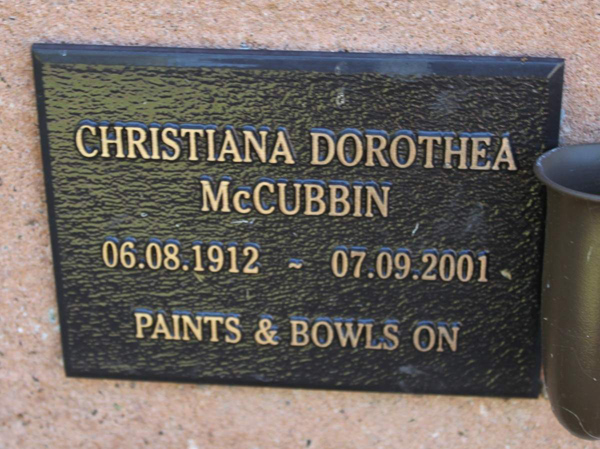 CHRISTIANA DOROTHEA
McCUBBIN
06.08.1912 ~ 07.09.2001
PAINTS & BOWLS ON